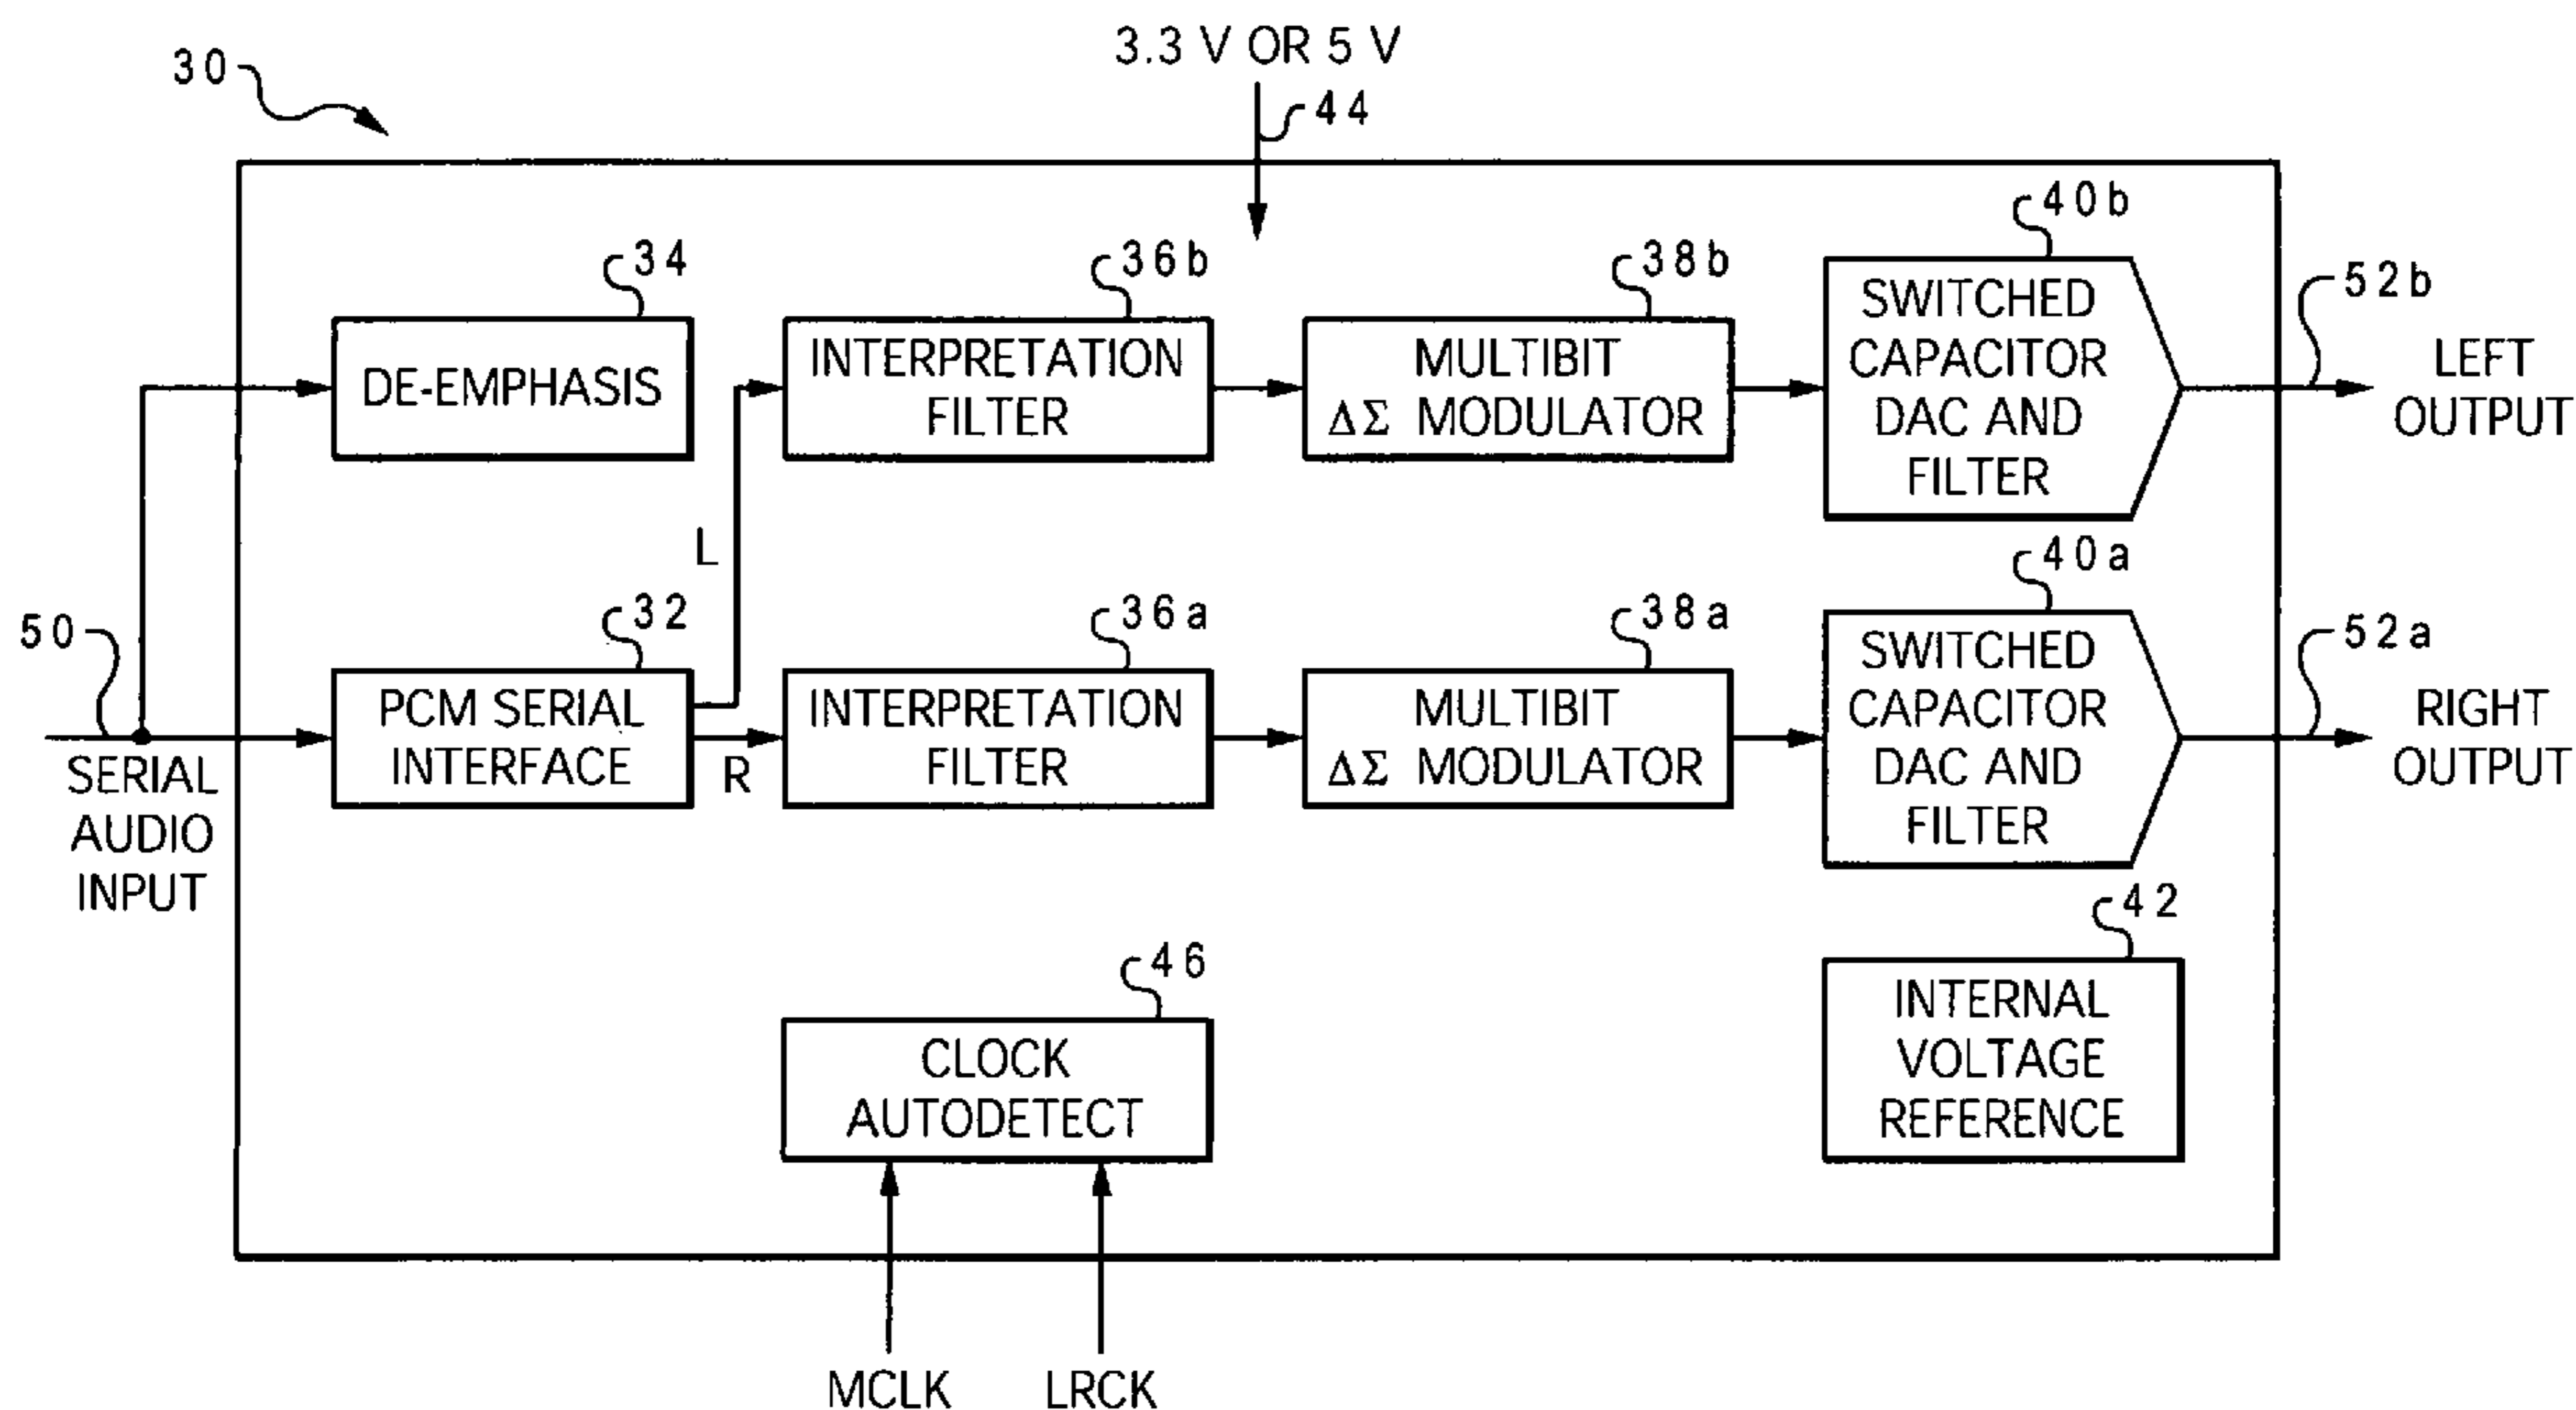 3.3 V OR 5 V
30
44
40b
34
36b
38b
52b
DE-EMPHASIS
INTERPRETATION
FILTER
MULTIBIT
ΔΣ MODULATOR
SWITCHED
CAPACITOR
DAC AND
FILTER
LEFT
OUTPUT
L
40a
50
32
36a
38a
52a
PCM SERIAL
INTERFACE
R
INTERPRETATION
FILTER
MULTIBIT
ΔΣ MODULATOR
SWITCHED
CAPACITOR
DAC AND
FILTER
RIGHT
OUTPUT
SERIAL
AUDIO
INPUT
42
46
CLOCK
AUTODETECT
INTERNAL
VOLTAGE
REFERENCE
MCLK
LRCK